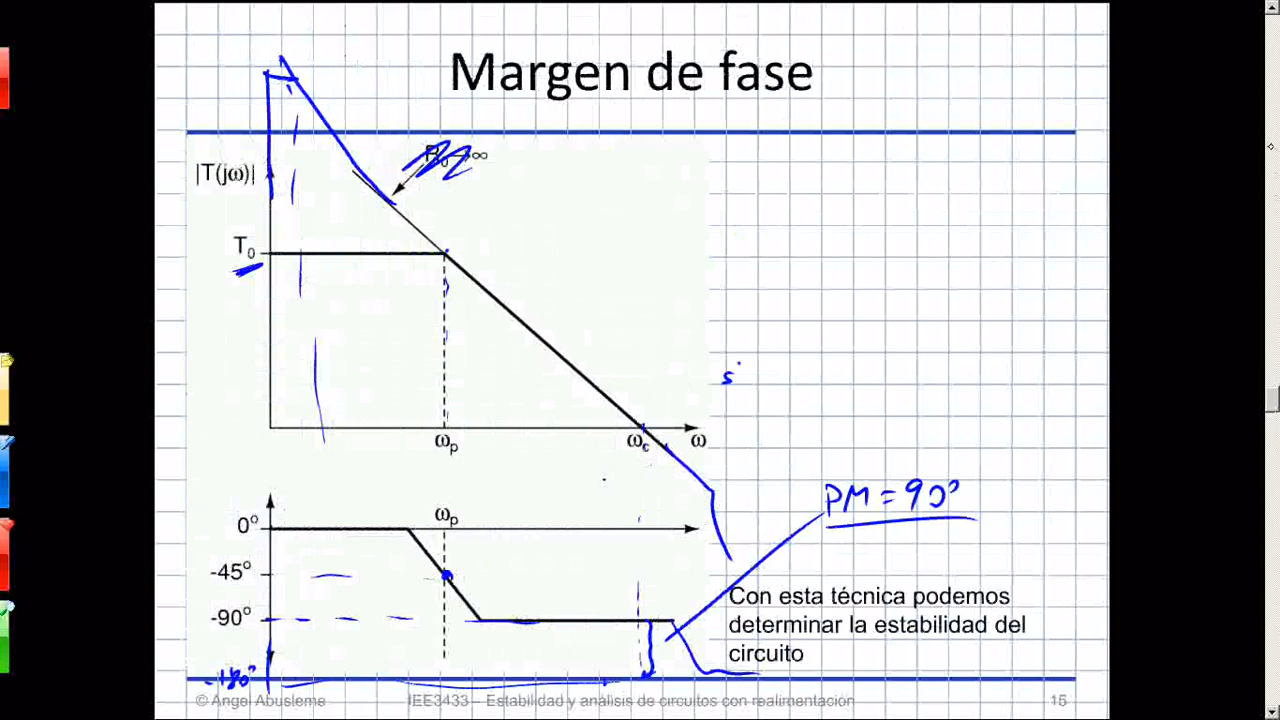 Margen de fase
|T(jω)|
T₀
ωp
ωc
ω
s
ωp
0°
-45°
-90°
-180°
PM = 90°
Con esta técnica podemos
determinar la estabilidad del
circuito
© Angel Abusleme
IEE3433 – Estabilidad y análisis de circuitos con realimentación
15